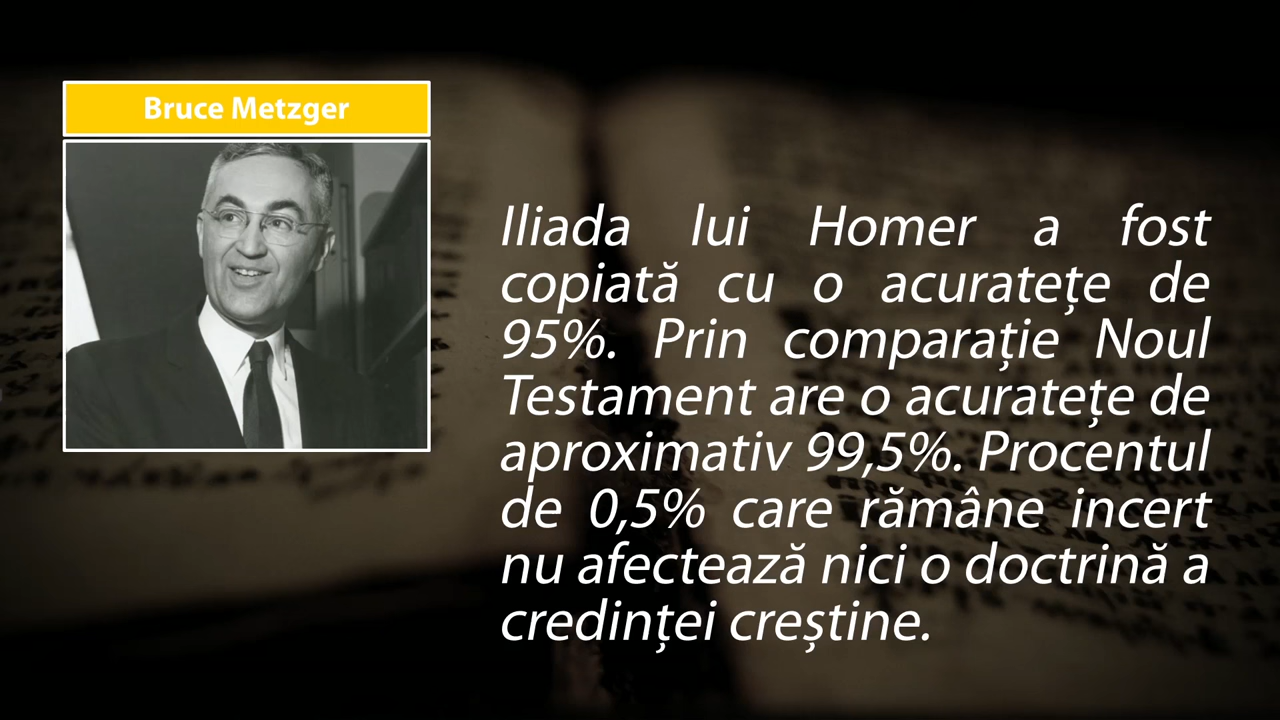 Bruce Metzger
Iliada lui Homer a fost
copiată cu o acuratețe de
95%. Prin comparație Noul
Testament are o acuratețe de
aproximativ 99,5%. Procentul
de 0,5% care rămâne incert
nu afectează nici o doctrină a
credinței creștine.